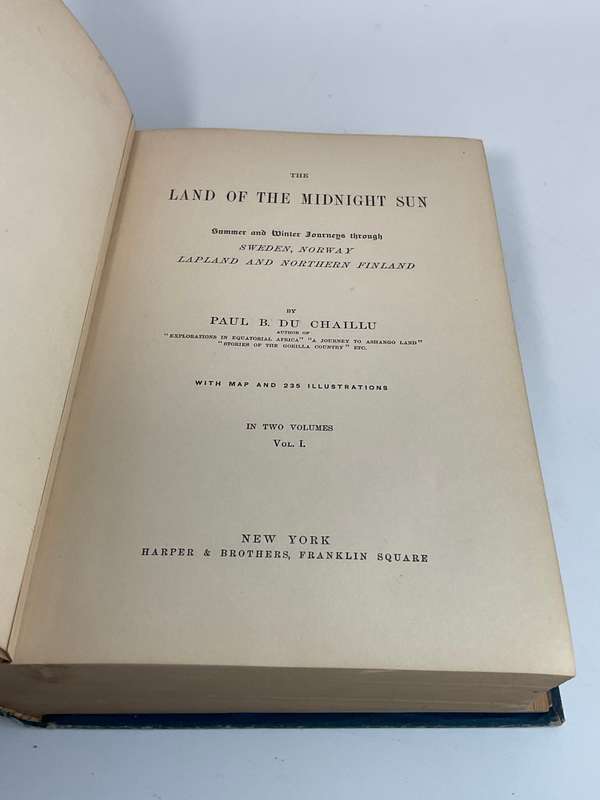 THE
LAND OF THE MIDNIGHT SUN
Summer and Winter Journeys through
SWEDEN, NORWAY
LAPLAND AND NORTHERN FINLAND
BY
PAUL B. DU CHAILLU
AUTHOR OF
"EXPLORATIONS IN EQUATORIAL AFRICA" "A JOURNEY TO ASHANGO LAND"
"STORIES OF THE GORILLA COUNTRY" ETC.
WITH MAP AND 235 ILLUSTRATIONS
IN TWO VOLUMES
VOL. I.
NEW YORK
HARPER & BROTHERS, FRANKLIN SQUARE